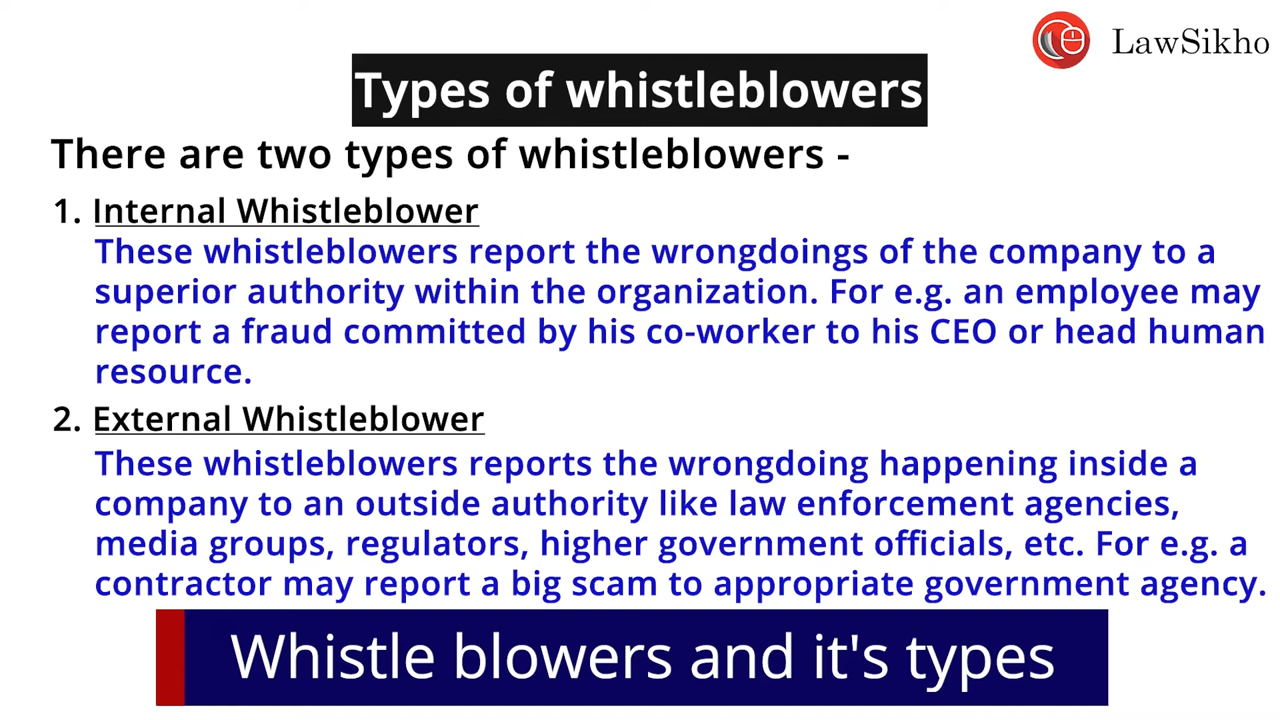 LawSikho
Types of whistleblowers
There are two types of whistleblowers -
1. Internal Whistleblower
These whistleblowers report the wrongdoings of the company to a
superior authority within the organization. For e.g. an employee may
report a fraud committed by his co-worker to his CEO or head human
resource.
2. External Whistleblower
These whistleblowers reports the wrongdoing happening inside a
company to an outside authority like law enforcement agencies,
media groups, regulators, higher government officials, etc. For e.g. a
contractor may report a big scam to appropriate government agency.
Whistle blowers and it's types